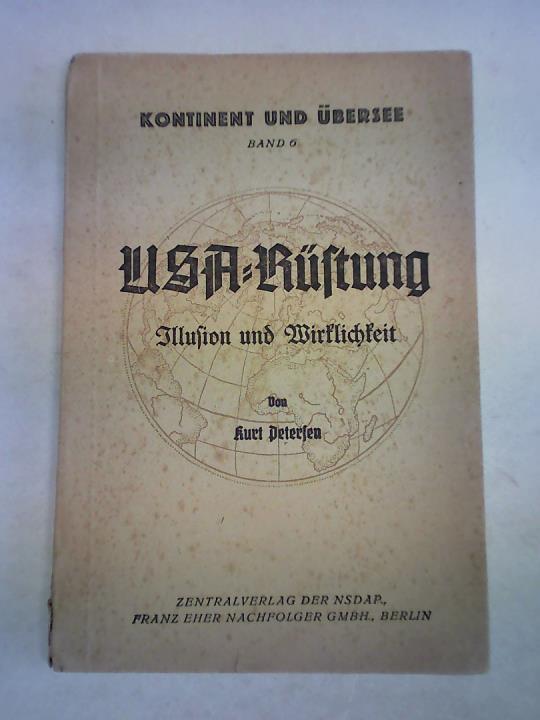 KONTINENT UND ÜBERSEE
BAND 6
USA=Rüſtung
Illuſion und Wirklichkeit
Von
Kurt Peterſen
ZENTRALVERLAG DER NSDAP.,
FRANZ EHER NACHFOLGER GMBH., BERLIN